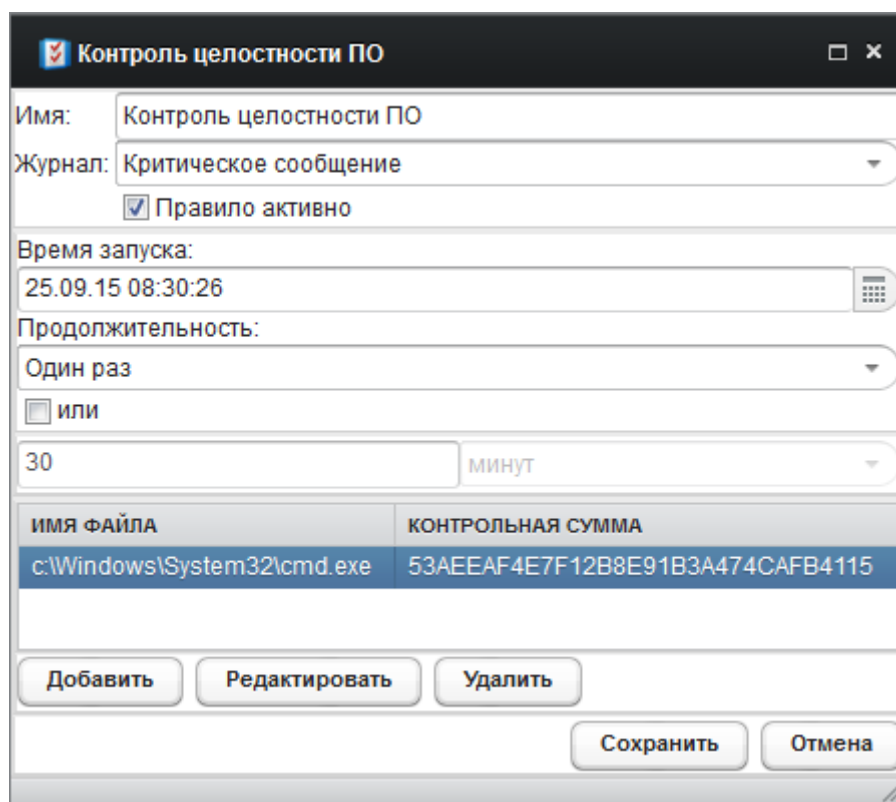 Контроль целостности ПО
Имя: Контроль целостности ПО
Журнал: Критическое сообщение
Правило активно
Время запуска:
25.09.15 08:30:26
Продолжительность:
Один раз
или
30 минут
ИМЯ ФАЙЛА КОНТРОЛЬНАЯ СУММА
c:\Windows\System32\cmd.exe 53AEEAF4E7F12B8E91B3A474CAFB4115
Добавить Редактировать Удалить
Сохранить Отмена